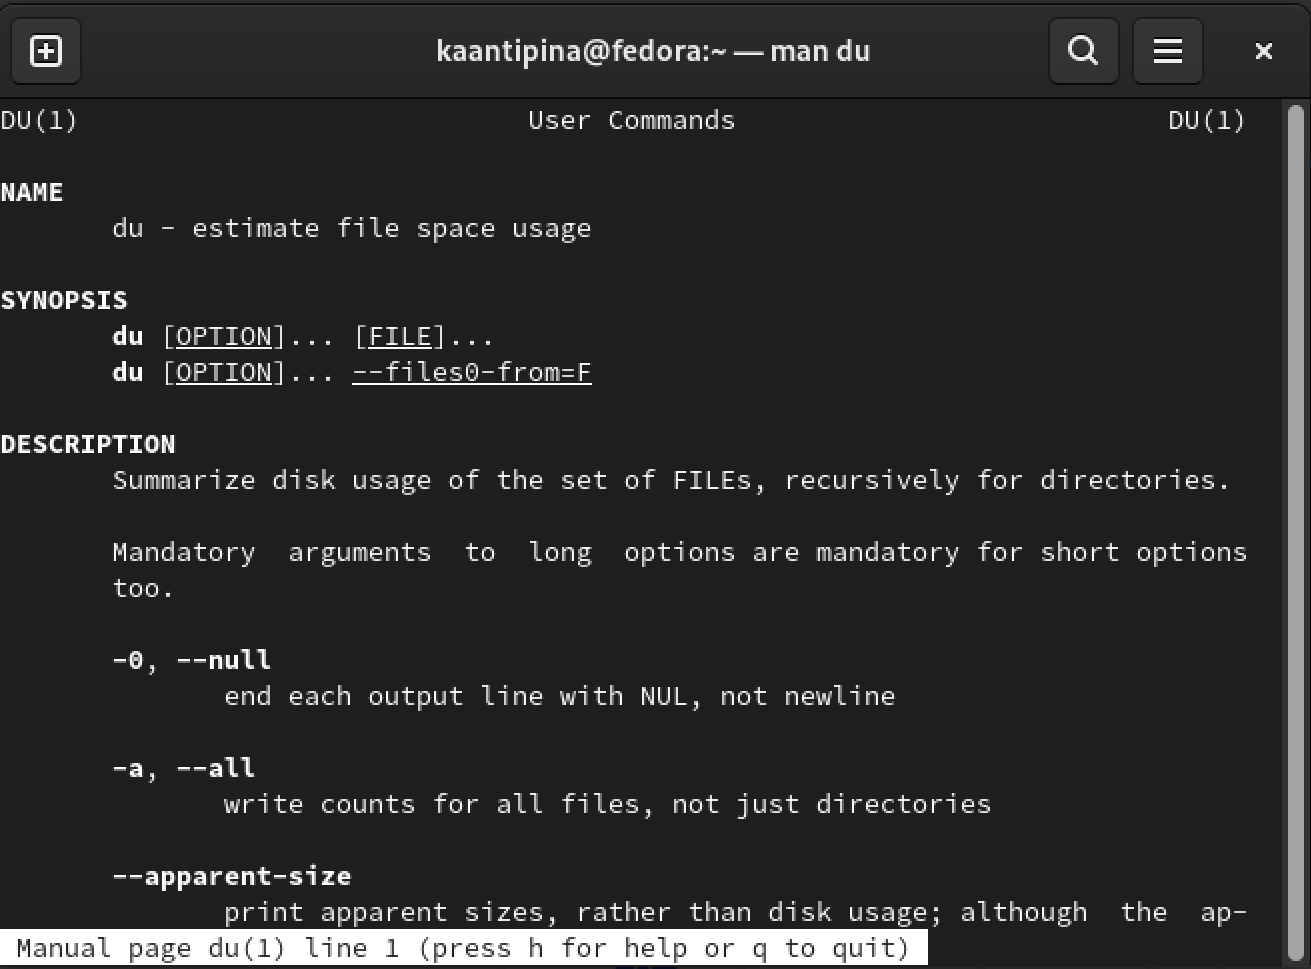 kaantipina@fedora:~ — man du
DU(1) User Commands DU(1)
NAME
du - estimate file space usage
SYNOPSIS
du [OPTION]... [FILE]...
du [OPTION]... --files0-from=F
DESCRIPTION
Summarize disk usage of the set of FILEs, recursively for directories.
Mandatory arguments to long options are mandatory for short options
too.
-0, --null
end each output line with NUL, not newline
-a, --all
write counts for all files, not just directories
--apparent-size
print apparent sizes, rather than disk usage; although the ap-
Manual page du(1) line 1 (press h for help or q to quit)